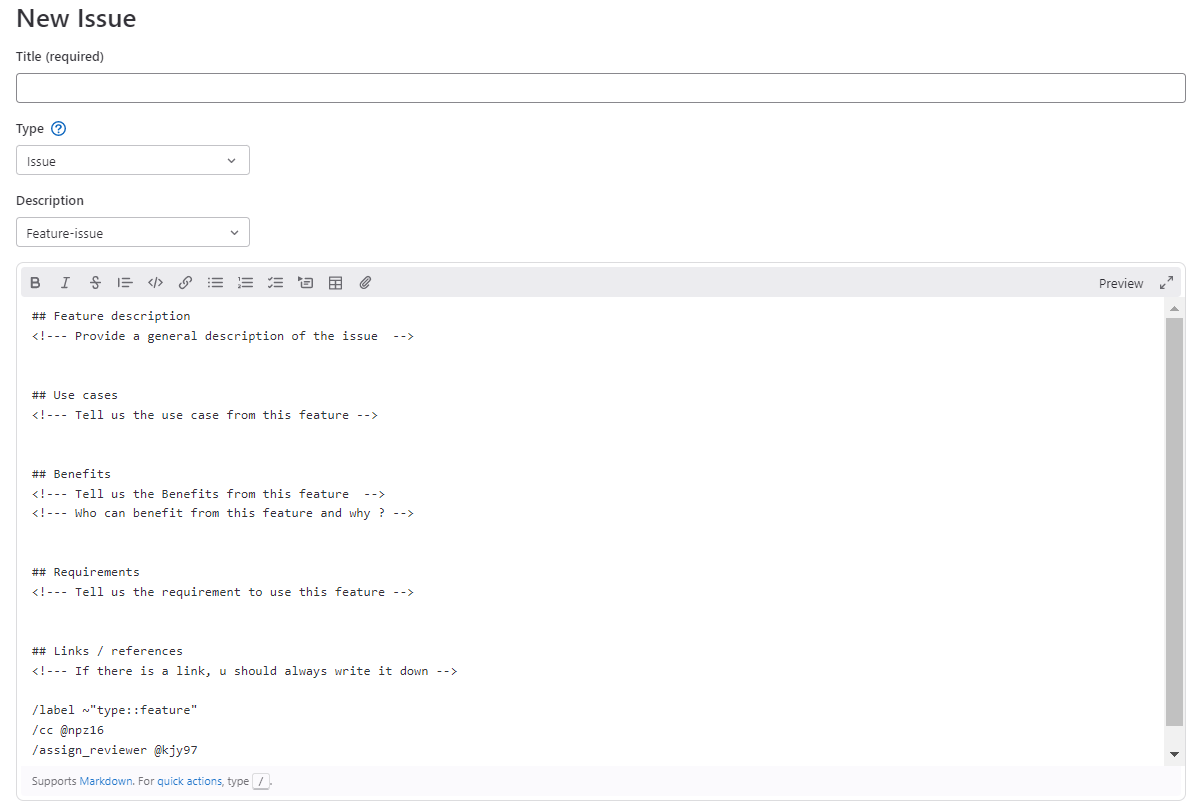 New Issue
Title (required)
Type
Issue
Description
Feature-issue
Preview
## Feature description
<!--- Provide a general description of the issue  -->
## Use cases
<!--- Tell us the use case from this feature -->
## Benefits
<!--- Tell us the Benefits from this feature  -->
<!--- Who can benefit from this feature and why ? -->
## Requirements
<!--- Tell us the requirement to use this feature -->
## Links / references
<!--- If there is a link, u should always write it down -->
/label ~"type::feature"
/cc @npz16
/assign_reviewer @kjy97
Supports Markdown. For quick actions, type /.